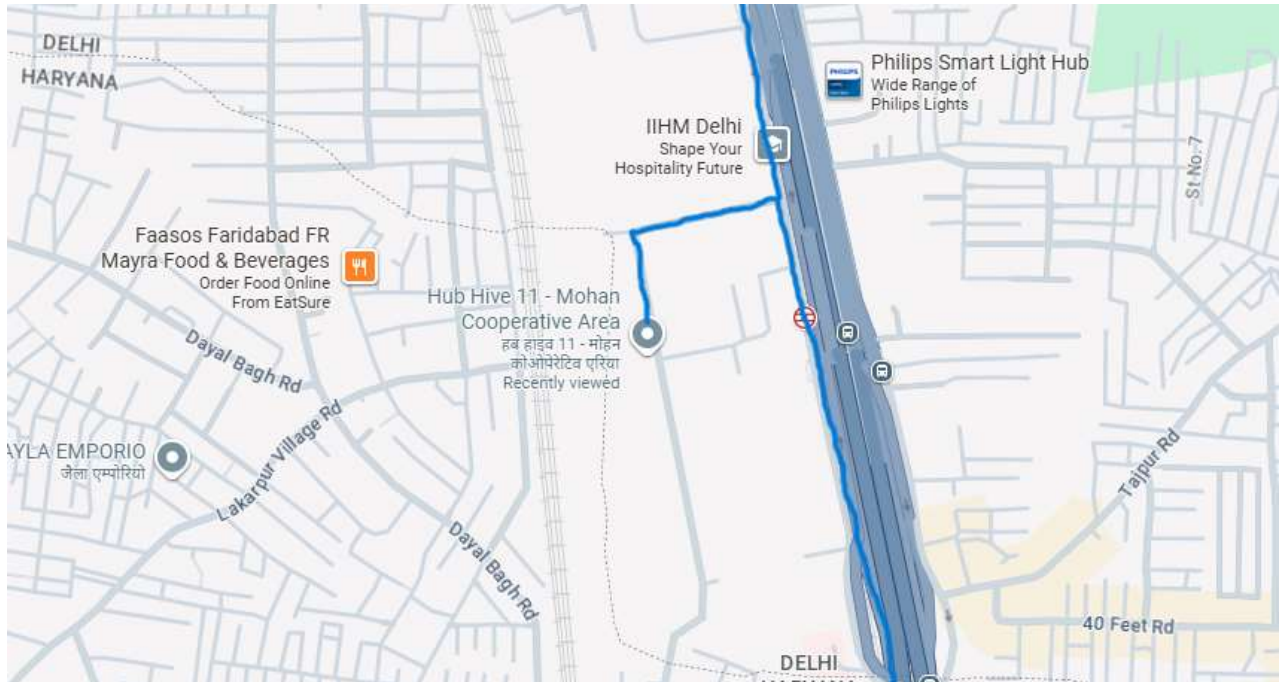 DELHI
HARYANA
Philips Smart Light Hub
Wide Range of
Philips Lights
PHILIPS
IIHM Delhi
Shape Your
Hospitality Future
St No. 7
Faasos Faridabad FR
Mayra Food & Beverages
Order Food Online
From EatSure
Hub Hive 11 - Mohan
Cooperative Area
हब हाइव 11 - मोहन
कोओपेरेटिव एरिया
Recently viewed
Dayal Bagh Rd
Lakarpur Village Rd
AYLA EMPORIO
जैला एम्पोरियो
Dayal Bagh Rd
Tajpur Rd
40 Feet Rd
DELHI